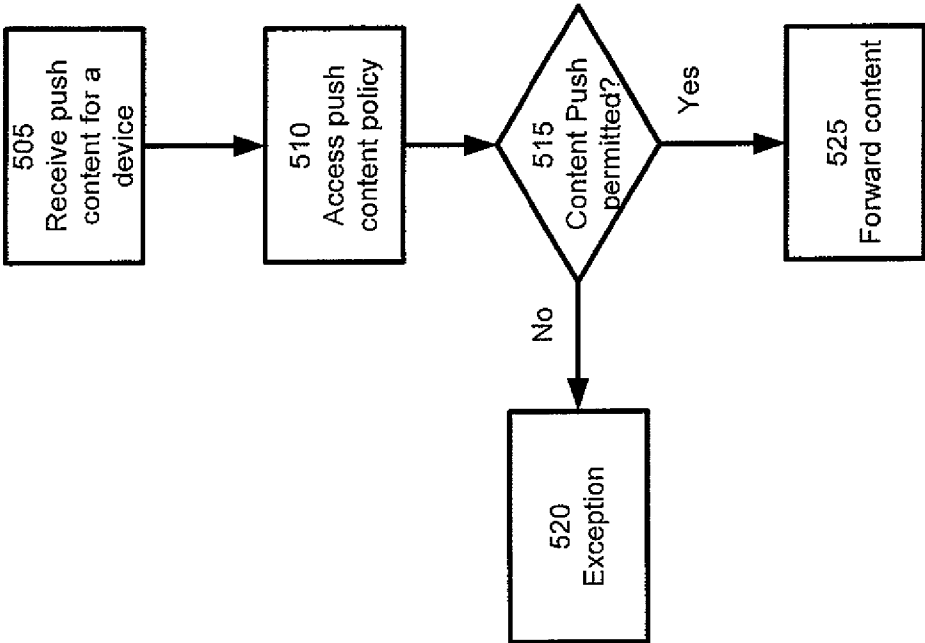 505
Receive push
content for a
device
510
Access push
content policy
515
Content Push
permitted?
No
Yes
520
Exception
525
Forward content